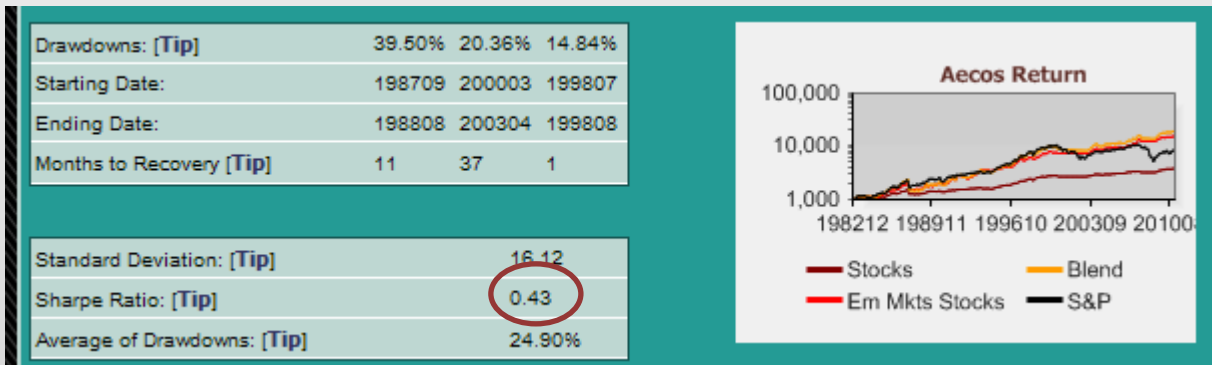 Drawdowns: [Tip] 39.50% 20.36% 14.84%
Starting Date: 198709 200003 199807
Ending Date: 198808 200304 199808
Months to Recovery [Tip] 11 37 1
Standard Deviation: [Tip] 16.12
Sharpe Ratio: [Tip] 0.43
Average of Drawdowns: [Tip] 24.90%
Aecos Return
100,000
10,000
1,000
198212 198911 199610 200309
Stocks Blend
Em Mkts Stocks S&P